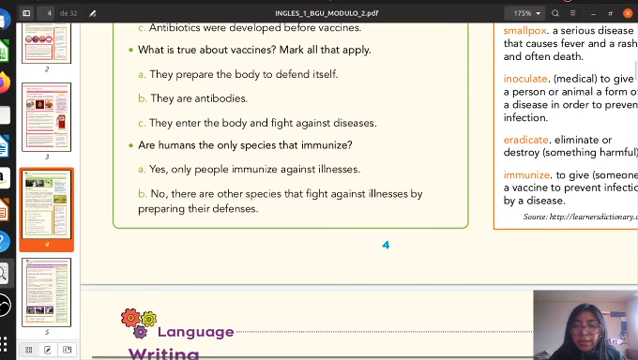 4 de 32
INGLES_1_BGU_MODULO_2.pdf
175%
2
3
4
5
c. Antibiotics were developed before vaccines.
• What is true about vaccines? Mark all that apply.
a. They prepare the body to defend itself.
b. They are antibodies.
c. They enter the body and fight against diseases.
• Are humans the only species that immunize?
a. Yes, only people immunize against illnesses.
b. No, there are other species that fight against illnesses by
preparing their defenses.
4
smallpox. a serious disease
that causes fever and a rash
and often death.
inoculate. (medical) to give
a person or animal a form of
a disease in order to preven
infection.
eradicate. eliminate or
destroy (something harmful)
immunize. to give (someone
a vaccine to prevent infectio
by a disease.
Source: http://learnersdictionary.c
Language
Writing